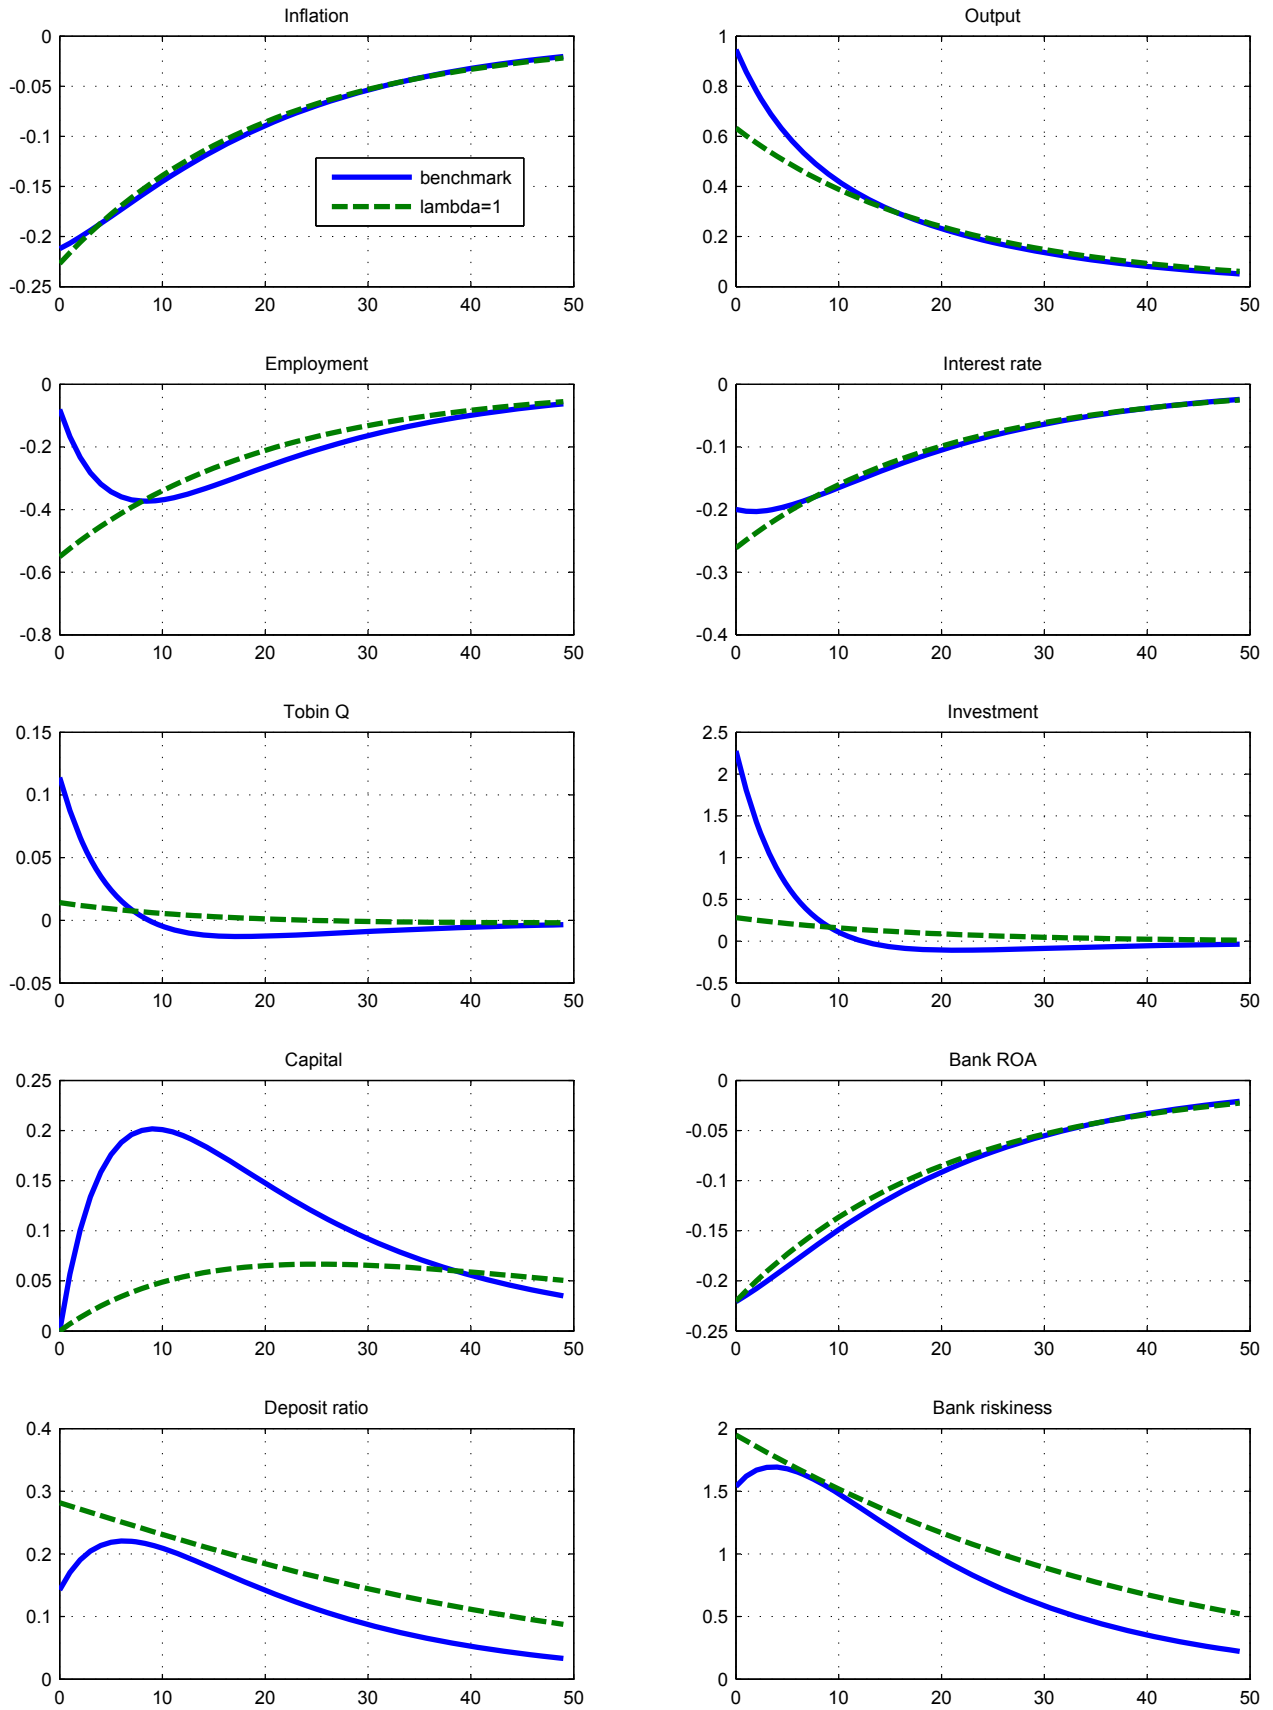 Inflation
0
-0.05
-0.1
-0.15
-0.2
-0.25
0 10 20 30 40 50
benchmark
lambda=1
Output
1
0.8
0.6
0.4
0.2
0
0 10 20 30 40 50
Employment
0
-0.2
-0.4
-0.6
-0.8
0 10 20 30 40 50
Interest rate
0
-0.1
-0.2
-0.3
-0.4
0 10 20 30 40 50
Tobin Q
0.15
0.1
0.05
0
-0.05
0 10 20 30 40 50
Investment
2.5
2
1.5
1
0.5
0
-0.5
0 10 20 30 40 50
Capital
0.25
0.2
0.15
0.1
0.05
0
0 10 20 30 40 50
Bank ROA
0
-0.05
-0.1
-0.15
-0.2
-0.25
0 10 20 30 40 50
Deposit ratio
0.4
0.3
0.2
0.1
0
0 10 20 30 40 50
Bank riskiness
2
1.5
1
0.5
0
0 10 20 30 40 50